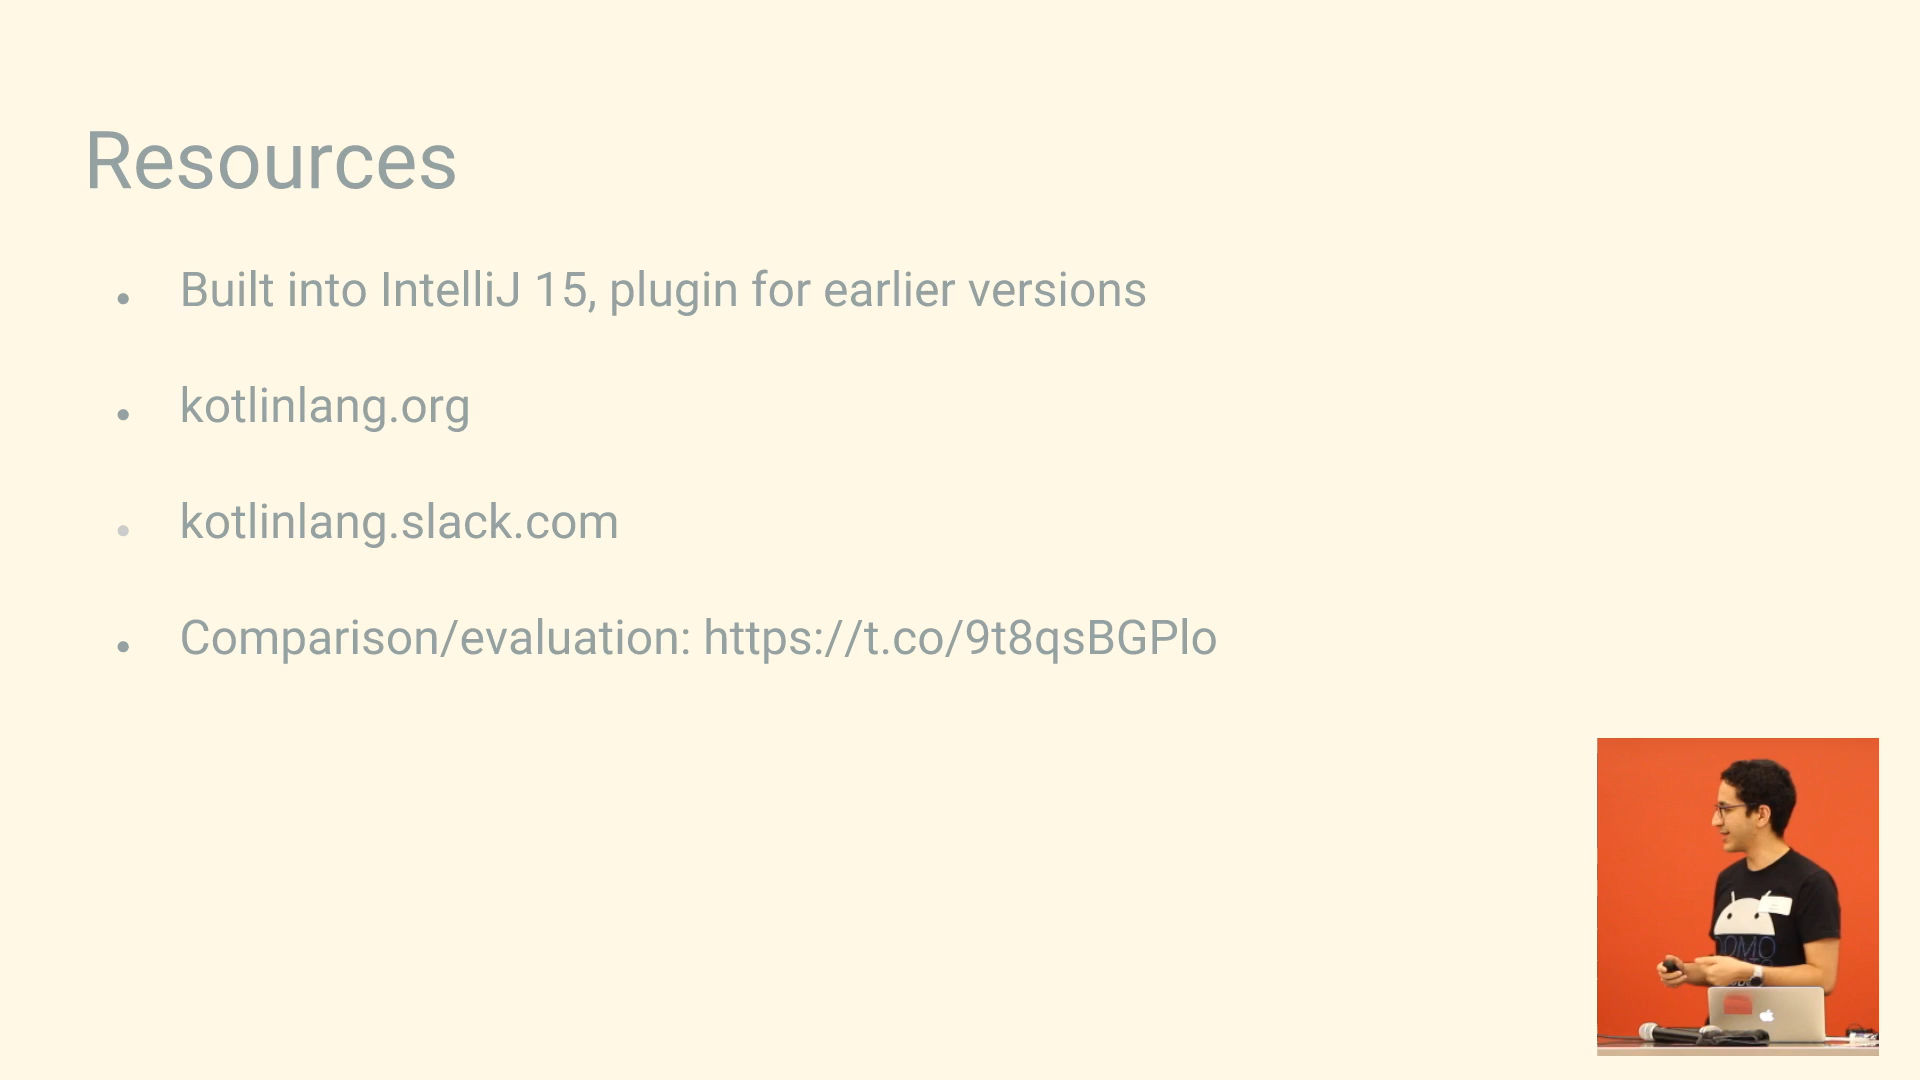 Resources
Built into IntelliJ 15, plugin for earlier versions
kotlinlang.org
kotlinlang.slack.com
Comparison/evaluation: https://t.co/9t8qsBGPlo
DOMO